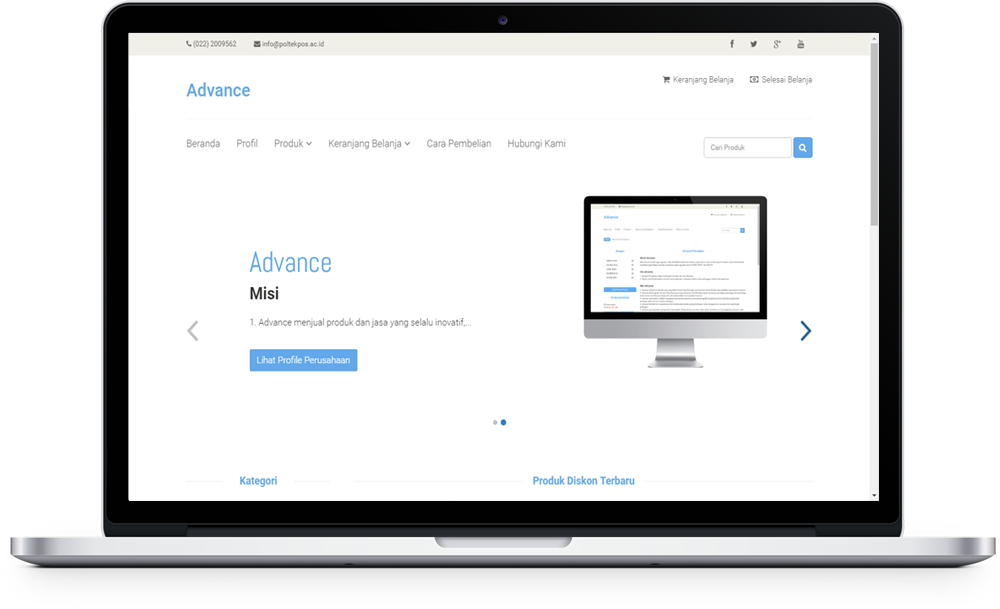 (022) 2009562 info@poltekpos.ac.id
Keranjang Belanja Selesai Belanja
Advance
Beranda Profil Produk Keranjang Belanja Cara Pembelian Hubungi Kami Cari Produk
Advance
Misi
1. Advance menjual produk dan jasa yang selalu inovatif,...
Lihat Profile Perusahaan
Kategori Produk Diskon Terbaru